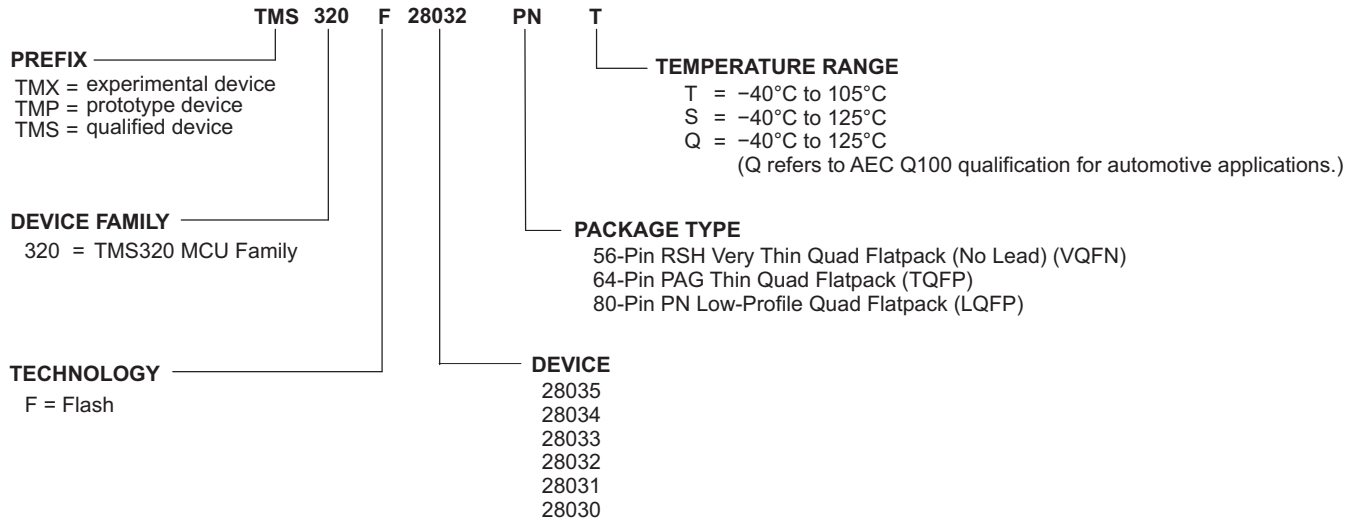 TMS 320 F 28032 PN T
PREFIX
TMX = experimental device
TMP = prototype device
TMS = qualified device
TEMPERATURE RANGE
T = −40°C to 105°C
S = −40°C to 125°C
Q = −40°C to 125°C
(Q refers to AEC Q100 qualification for automotive applications.)
DEVICE FAMILY
320 = TMS320 MCU Family
PACKAGE TYPE
56-Pin RSH Very Thin Quad Flatpack (No Lead) (VQFN)
64-Pin PAG Thin Quad Flatpack (TQFP)
80-Pin PN Low-Profile Quad Flatpack (LQFP)
TECHNOLOGY
F = Flash
DEVICE
28035
28034
28033
28032
28031
28030